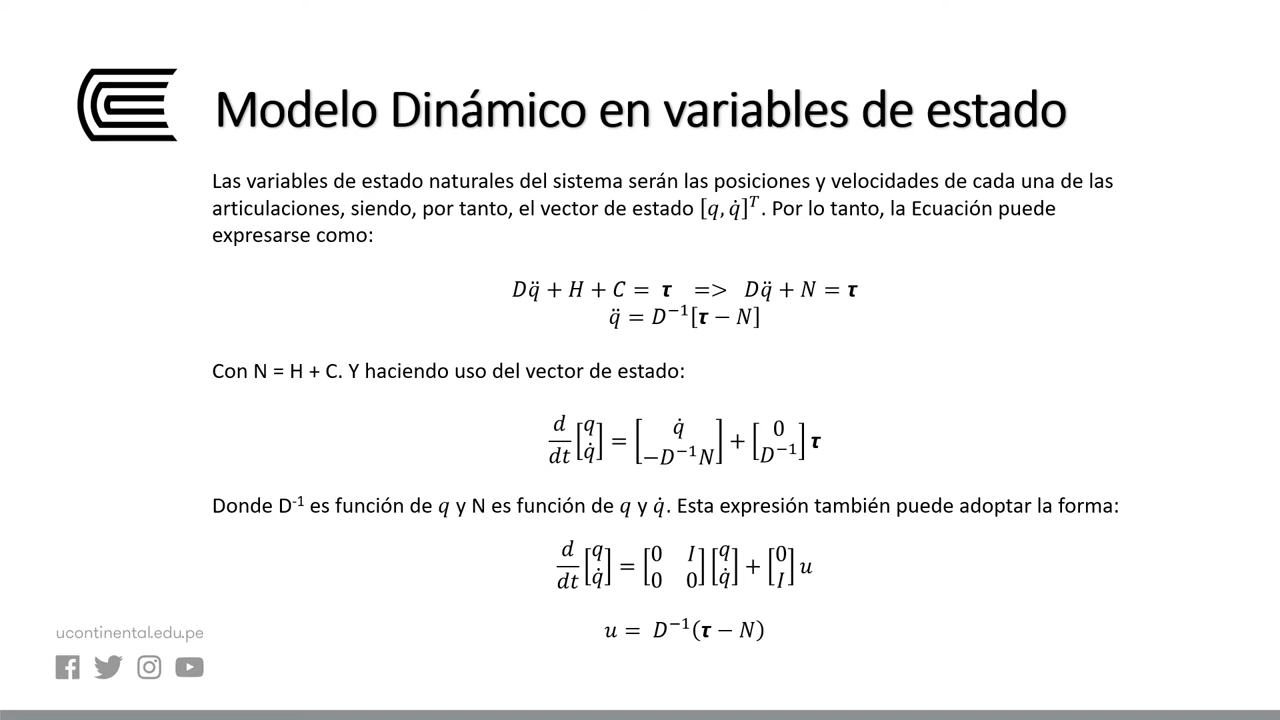 Modelo Dinámico en variables de estado
Las variables de estado naturales del sistema serán las posiciones y velocidades de cada una de las
articulaciones, siendo, por tanto, el vector de estado [q, q̇]ᵀ. Por lo tanto, la Ecuación puede
expresarse como:
Dq̈ + H + C = τ => Dq̈ + N = τ
q̈ = D⁻¹[τ − N]
Con N = H + C. Y haciendo uso del vector de estado:
d/dt [q; q̇] = [q̇; −D⁻¹N] + [0; D⁻¹] τ
Donde D⁻¹ es función de q y N es función de q y q̇. Esta expresión también puede adoptar la forma:
d/dt [q; q̇] = [0 I; 0 0] [q; q̇] + [0; I] u
u = D⁻¹(τ − N)
ucontinental.edu.pe